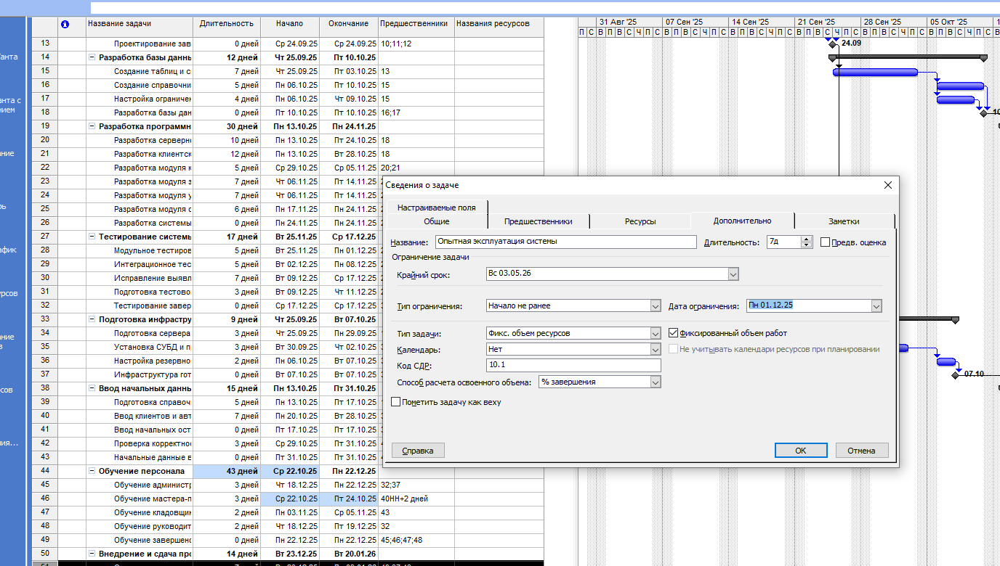 Название задачи Длительность Начало Окончание Предшественники Названия ресурсов
31 Авг '25 07 Сен '25 14 Сен '25 21 Сен '25 28 Сен '25 05 Окт '25
П С В П В С Ч П С В П В С Ч П С В П В С Ч П С В П В С Ч П С В П В С Ч П С В П В С Ч П С
13 Проектирование зав 0 дней Ср 24.09.25 Ср 24.09.25 10;11;12
24.09
14 Разработка базы данн 12 дней Чт 25.09.25 Пт 10.10.25
15 Создание таблиц и с 7 дней Чт 25.09.25 Пт 03.10.25 13
16 Создание справочни 5 дней Пн 06.10.25 Пт 10.10.25 15
17 Настройка ограничен 4 дней Пн 06.10.25 Чт 09.10.25 15
18 Разработка базы дан 0 дней Пт 10.10.25 Пт 10.10.25 16;17
10
19 Разработка программн 30 дней Пн 13.10.25 Пн 24.11.25
20 Разработка серверн 10 дней Пн 13.10.25 Пт 24.10.25 18
21 Разработка клиентск 12 дней Пн 13.10.25 Вт 28.10.25 18
22 Разработка модуля к 5 дней Ср 29.10.25 Ср 05.11.25 20;21
23 Разработка модуля з 7 дней Чт 06.11.25 Пт 14.11.25
24 Разработка модуля у 7 дней Чт 06.11.25 Пт 14.11.25
25 Разработка модуля с 6 дней Пн 17.11.25 Пн 24.11.25
26 Разработка системы 0 дней Пн 24.11.25 Пн 24.11.25
27 Тестирование системь 17 дней Вт 25.11.25 Ср 17.12.25
28 Модульное тестиров 5 дней Вт 25.11.25 Пн 01.12.25
29 Интеграционное тес 5 дней Вт 02.12.25 Пн 08.12.25
30 Исправление выявл 7 дней Вт 09.12.25 Ср 17.12.25
31 Подготовка тестово 3 дней Вт 09.12.25 Чт 11.12.25
32 Тестирование завер 0 дней Ср 17.12.25 Ср 17.12.25
33 Подготовка инфрастру 9 дней Чт 25.09.25 Вт 07.10.25
34 Подготовка сервера 3 дней Чт 25.09.25 Пн 29.09.25
35 Установка СУБД и п 3 дней Вт 30.09.25 Чт 02.10.25
36 Настройка резервно 2 дней Пн 06.10.25 Вт 07.10.25
37 Инфраструктура гот 0 дней Вт 07.10.25 Вт 07.10.25
07.10
38 Ввод начальных данн 15 дней Пн 13.10.25 Пт 31.10.25
39 Подготовка справоч 5 дней Пн 13.10.25 Пт 17.10.25
40 Ввод клиентов и авт 7 дней Пн 20.10.25 Вт 28.10.25
41 Ввод начальных ост 0 дней Пт 17.10.25 Пт 17.10.25
42 Проверка корректно 3 дней Ср 29.10.25 Пт 31.10.25
43 Начальные данные в 0 дней Пт 31.10.25 Пт 31.10.25
44 Обучение персонала 43 дней Ср 22.10.25 Пн 22.12.25
45 Обучение администр 3 дней Чт 18.12.25 Пн 22.12.25 32;37
46 Обучение мастера-п 3 дней Ср 22.10.25 Пт 24.10.25 40НН+2 дней
47 Обучение кладовщик 2 дней Пн 03.11.25 Ср 05.11.25 43
48 Обучение руководит 2 дней Чт 18.12.25 Пт 19.12.25 32
49 Обучение завершенс 0 дней Пн 22.12.25 Пн 22.12.25 45;46;47;48
50 Внедрение и сдача про 14 дней Вт 23.12.25 Вт 20.01.26
Сведения о задаче
Настраиваемые поля
Общие Предшественники Ресурсы Дополнительно Заметки
Название: Опытная эксплуатация системы Длительность: 7д Предв. оценка
Ограничение задачи
Крайний срок: Вс 03.05.26
Тип ограничения: Начало не ранее Дата ограничения: Пн 01.12.25
Тип задачи: Фикс. объем ресурсов Фиксированный объем работ
Календарь: Нет Не учитывать календари ресурсов при планировании
Код СДР: 10.1
Способ расчета освоенного объема: % завершения
Пометить задачу как веху
Справка ОК Отмена